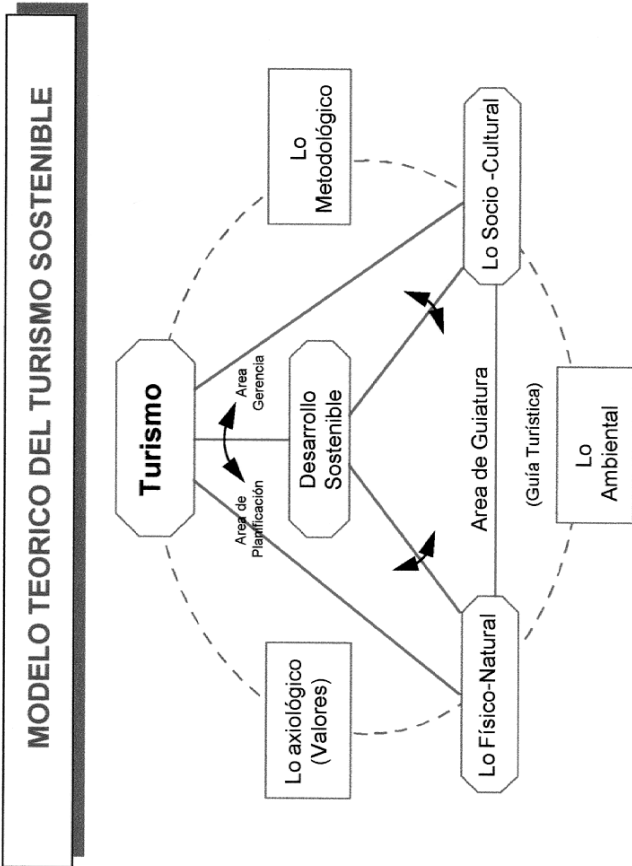 MODELO TEORICO DEL TURISMO SOSTENIBLE
Turismo
Lo axiológico
(Valores)
Lo
Metodológico
Area de
Planificación
Area
Gerencia
Desarrollo
Sostenible
Lo Físico-Natural
Area de Guiatura
Lo Socio -Cultural
(Guía Turística)
Lo
Ambiental